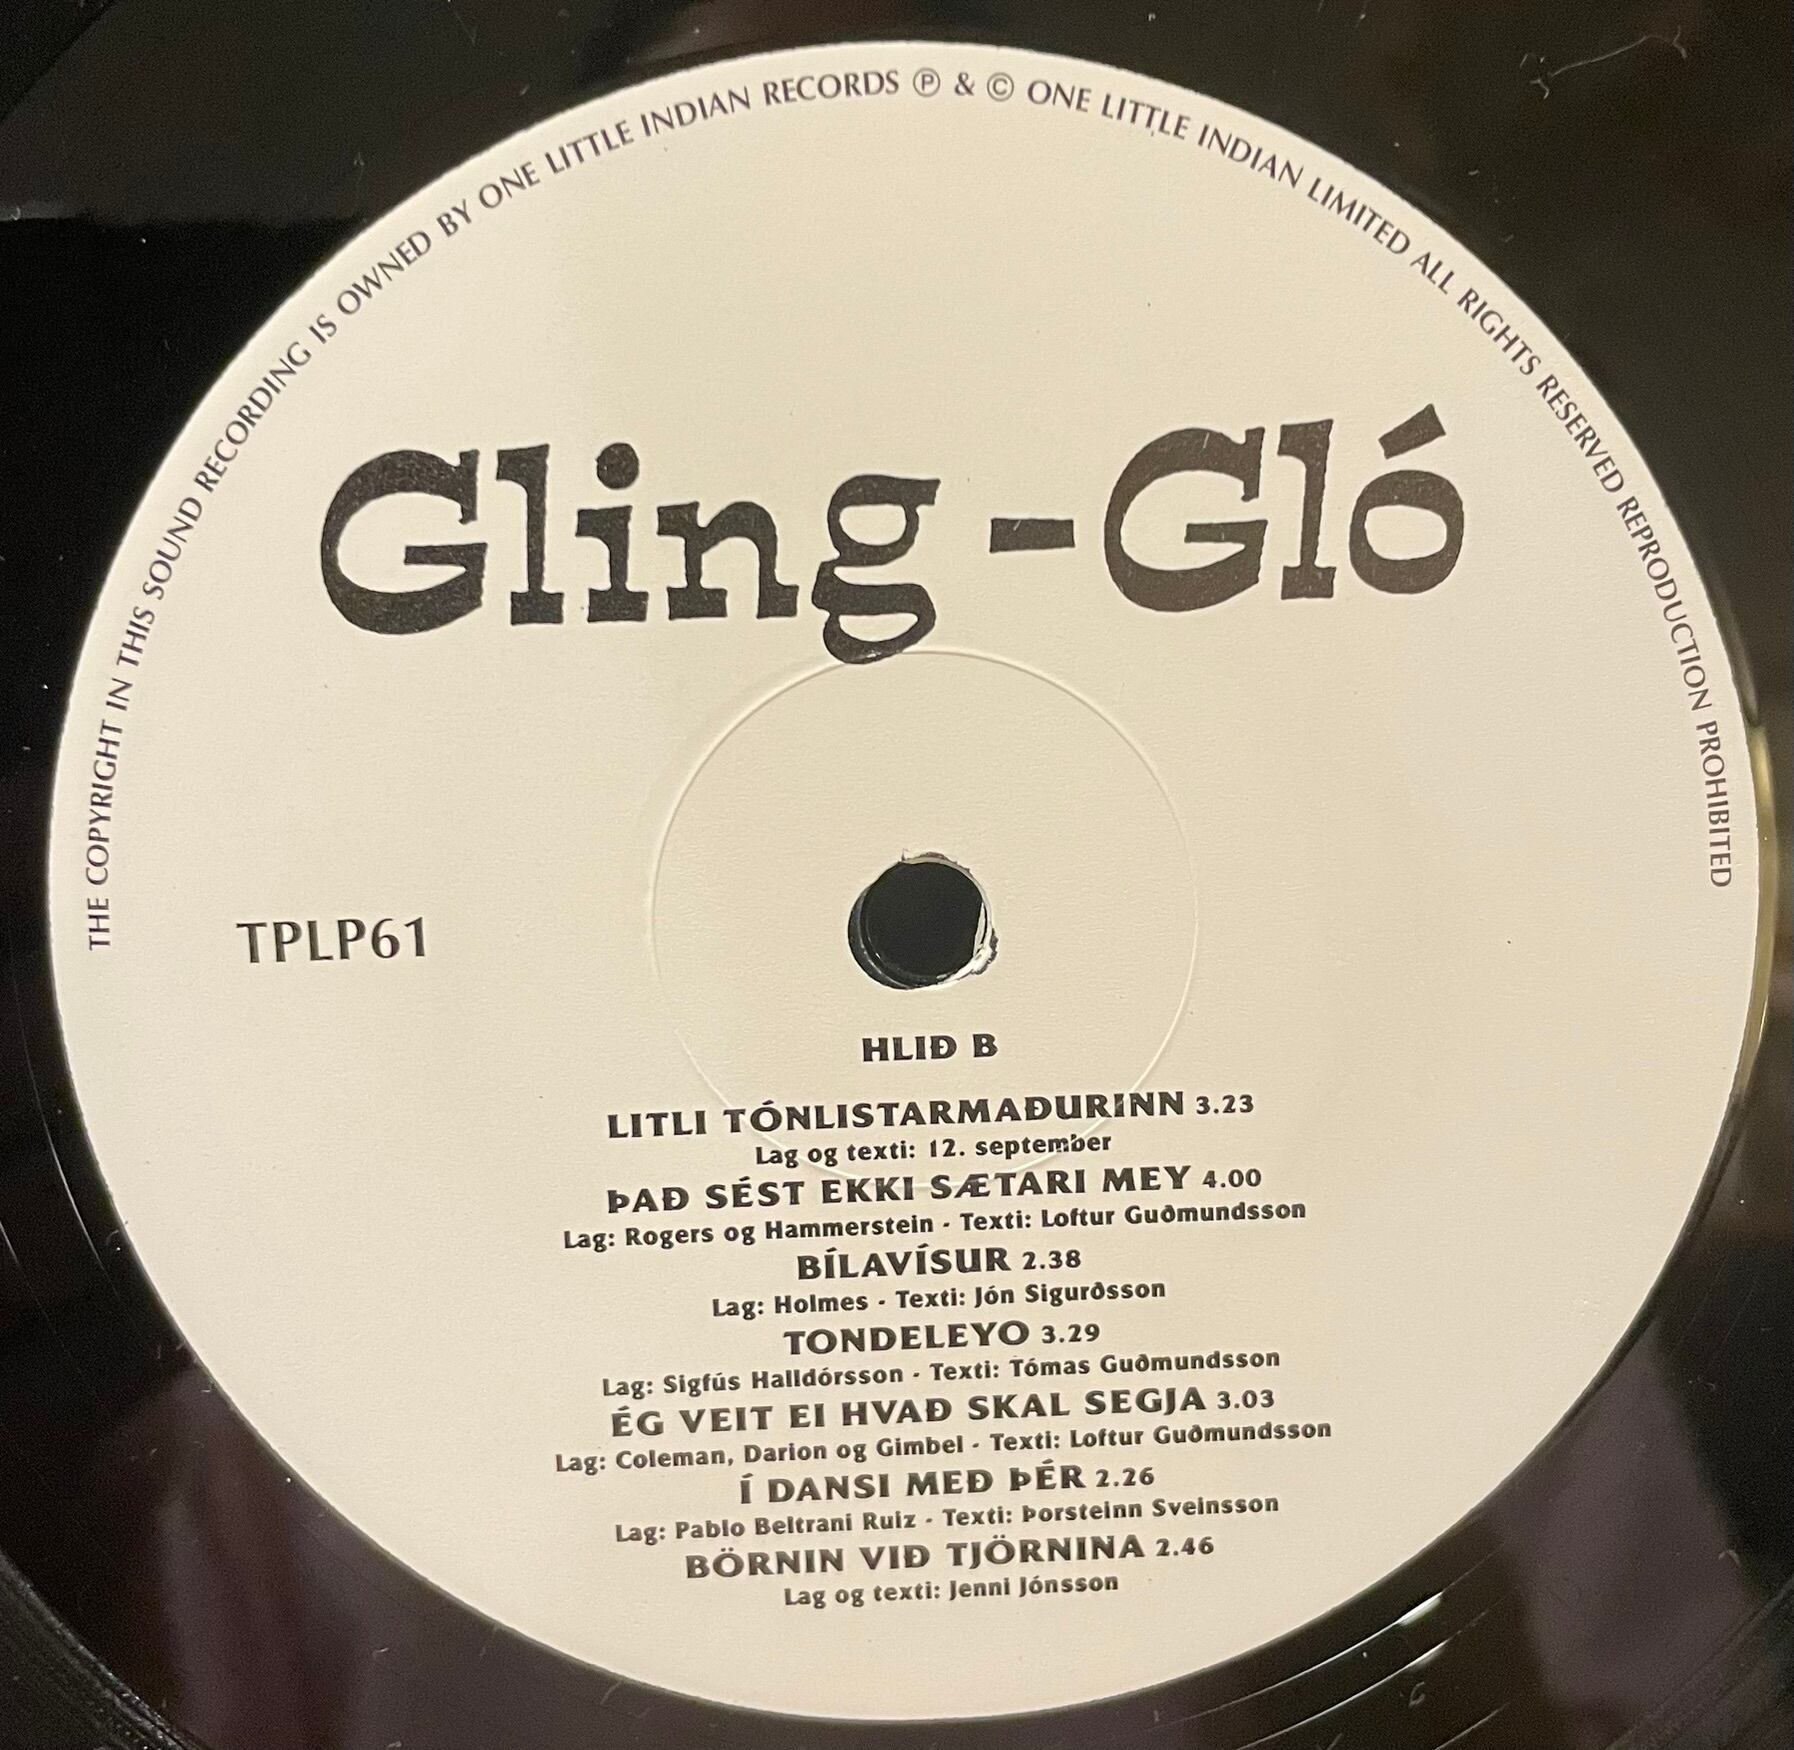 THE COPYRIGHT IN THIS SOUND RECORDING IS OWNED BY ONE LITTLE INDIAN RECORDS ℗ & © ONE LITTLE INDIAN LIMITED ALL RIGHTS RESERVED REPRODUCTION PROHIBITED
Gling-Gló
TPLP61
HLIÐ B
LITLI TÓNLISTARMAÐURINN 3.23
Lag og texti: 12. september
ÞAÐ SÉST EKKI SÆTARI MEY 4.00
Lag: Rogers og Hammerstein - Texti: Loftur Guðmundsson
BÍLAVÍSUR 2.38
Lag: Holmes - Texti: Jón Sigurðsson
TONDELEYO 3.29
Lag: Sigfús Halldórsson - Texti: Tómas Guðmundsson
ÉG VEIT EI HVAÐ SKAL SEGJA 3.03
Lag: Coleman, Darion og Gimbel - Texti: Loftur Guðmundsson
Í DANSI MEÐ ÞÉR 2.26
Lag: Pablo Beltrani Ruiz - Texti: Þorsteinn Sveinsson
BÖRNIN VIÐ TJÖRNINA 2.46
Lag og texti: Jenni Jónsson